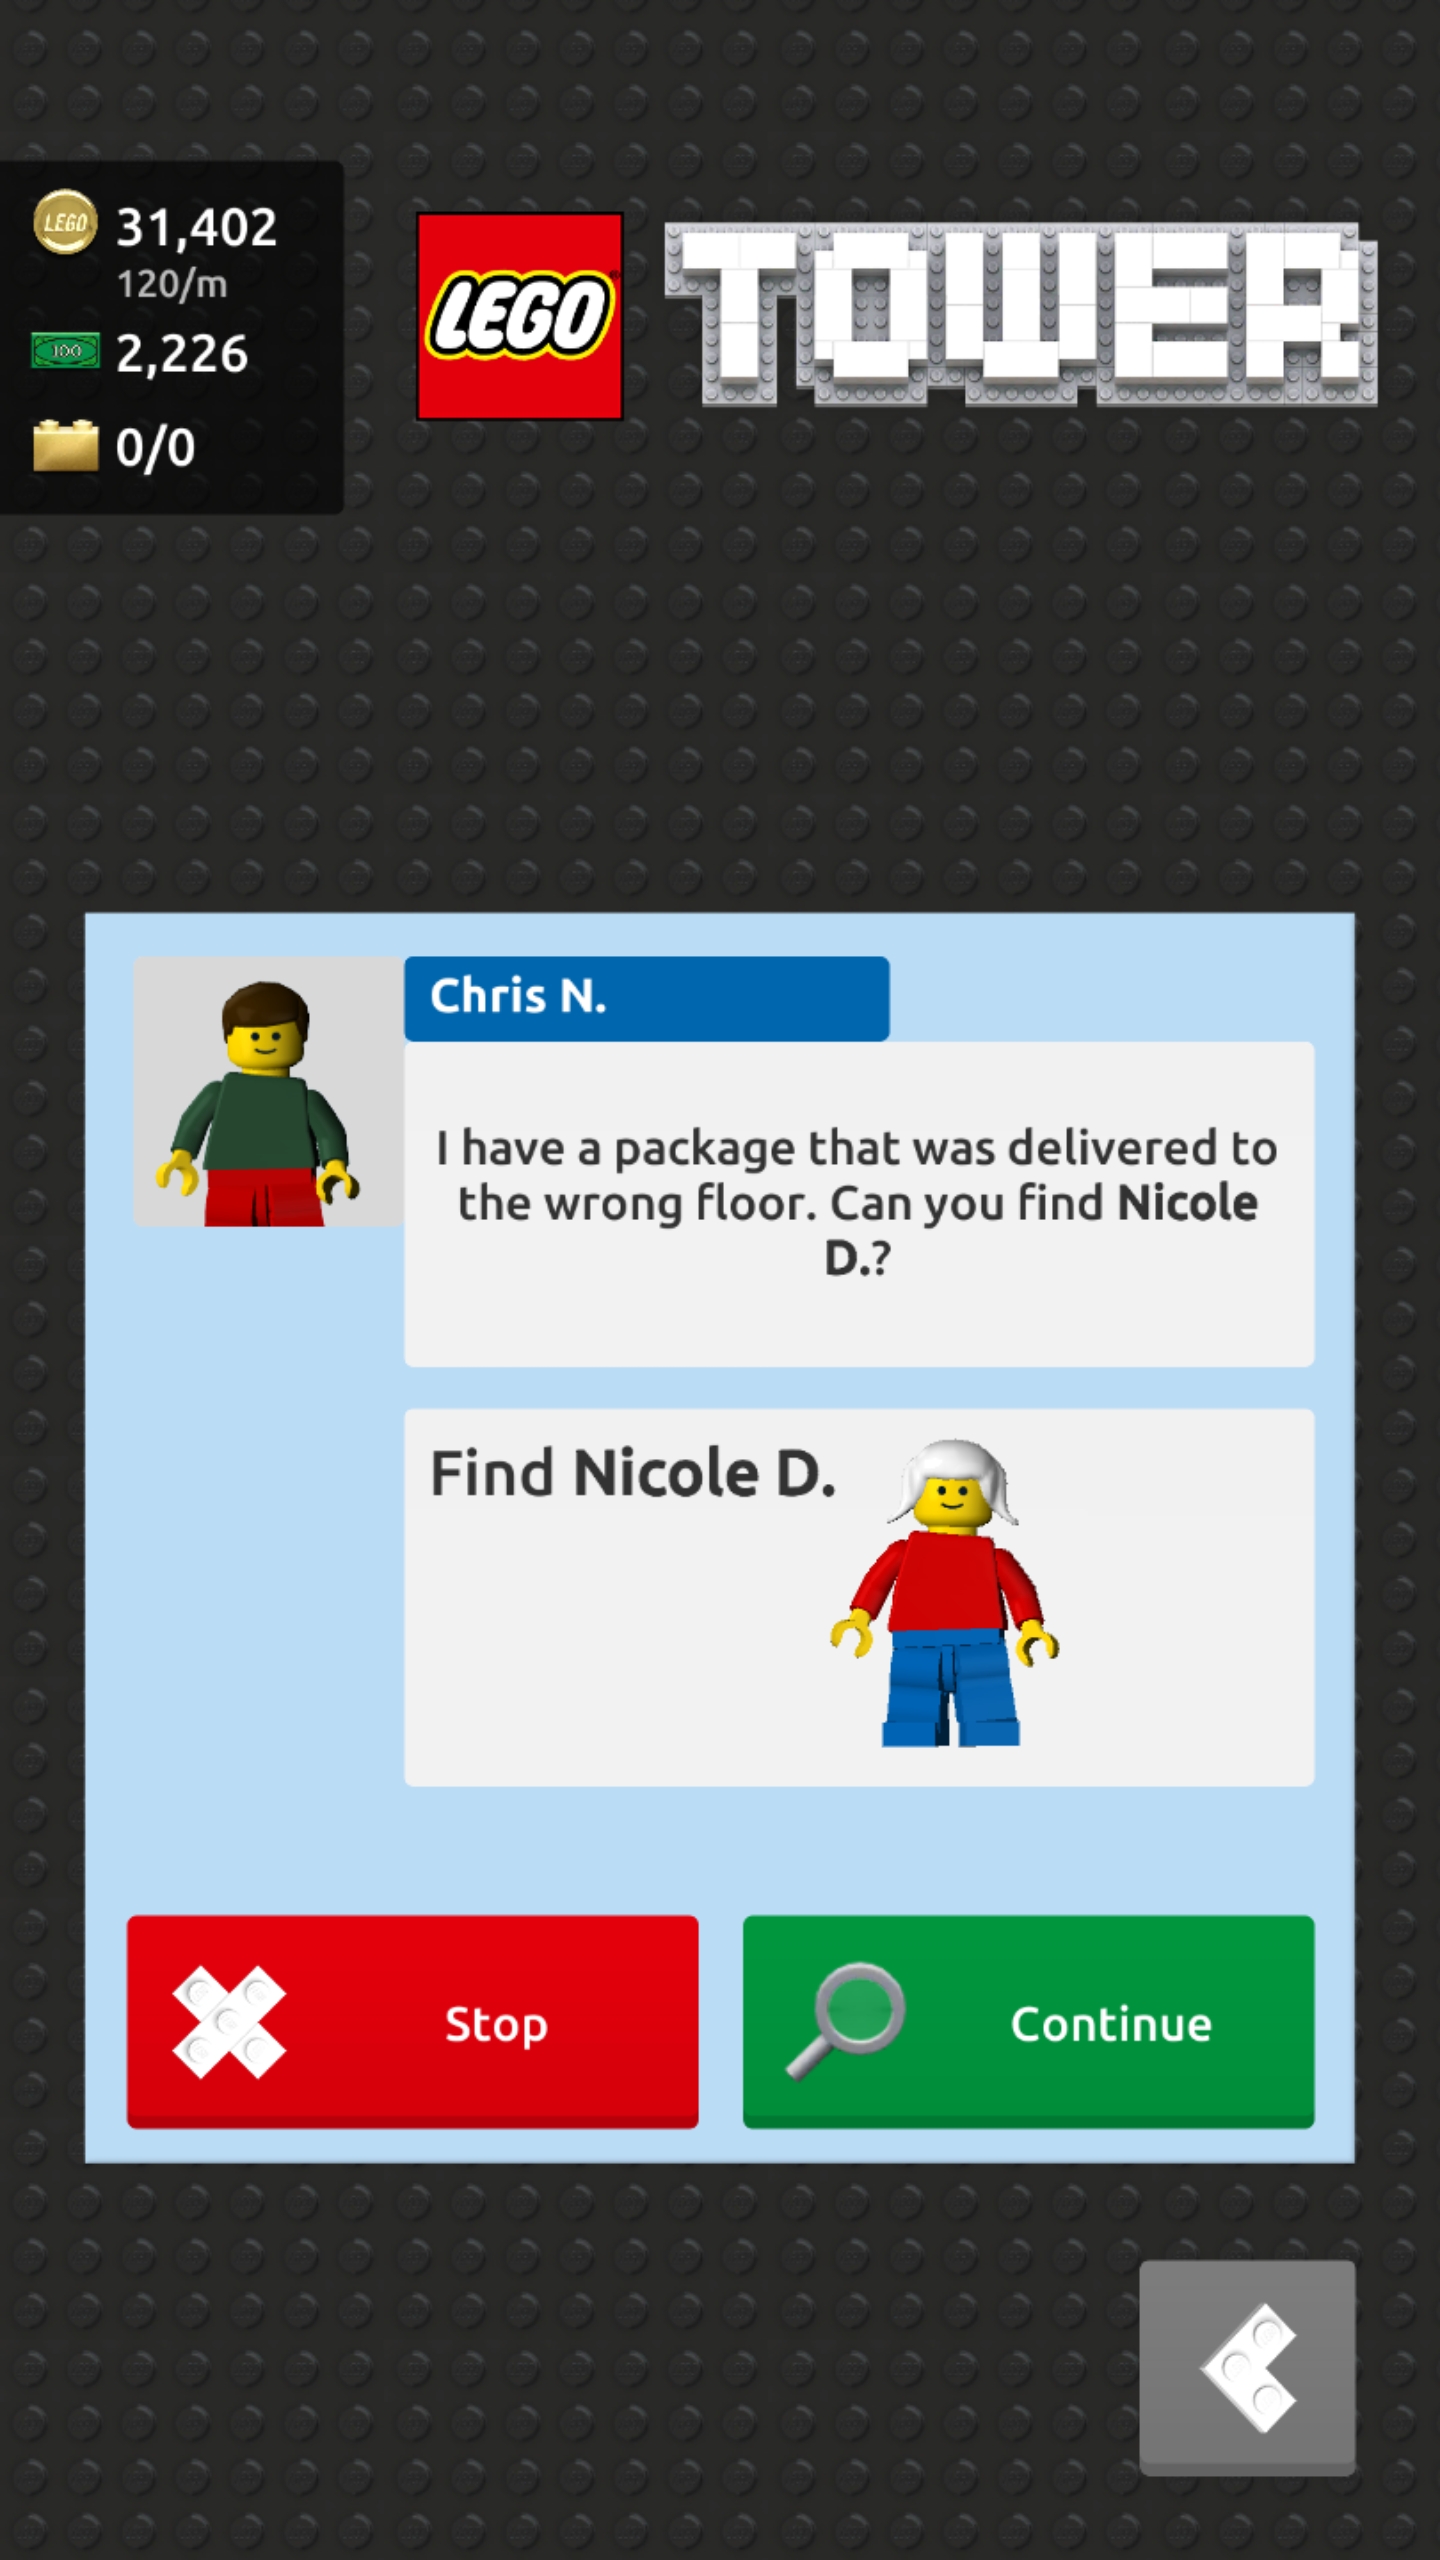 31,402
120/m
100
2,226
0/0
LEGO
LEGO
TOWER
Chris N.
I have a package that was delivered to
the wrong floor. Can you find Nicole
D.?
Find Nicole D.
Stop
Continue